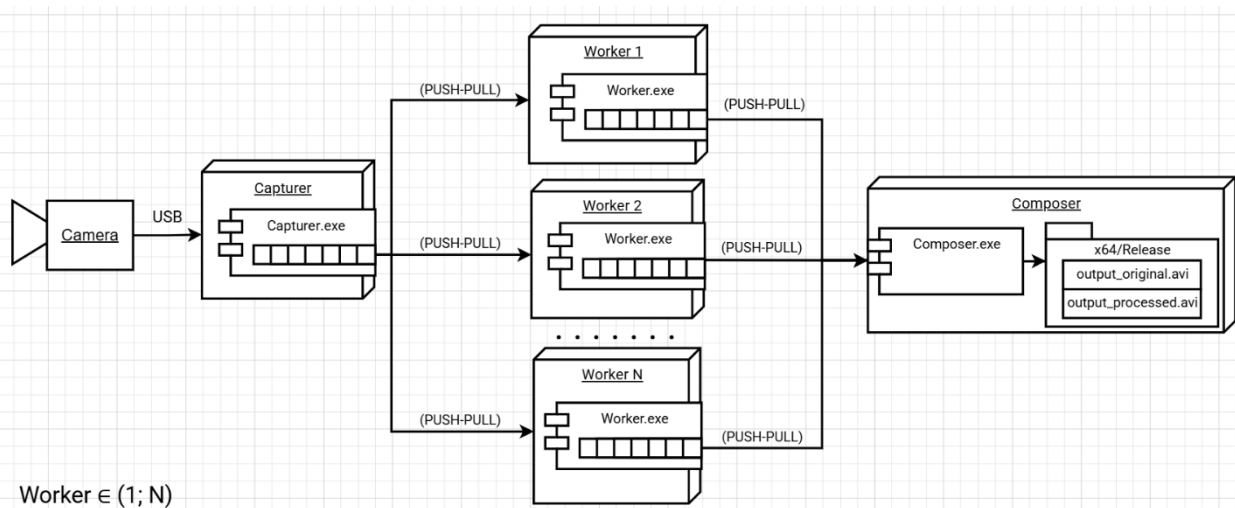 Camera
USB
Capturer
Capturer.exe
(PUSH-PULL)
Worker 1
Worker.exe
(PUSH-PULL)
(PUSH-PULL)
Worker 2
Worker.exe
(PUSH-PULL)
. . . . . . .
(PUSH-PULL)
Worker N
Worker.exe
(PUSH-PULL)
Composer
Composer.exe
x64/Release
output_original.avi
output_processed.avi
Worker ∈ (1; N)